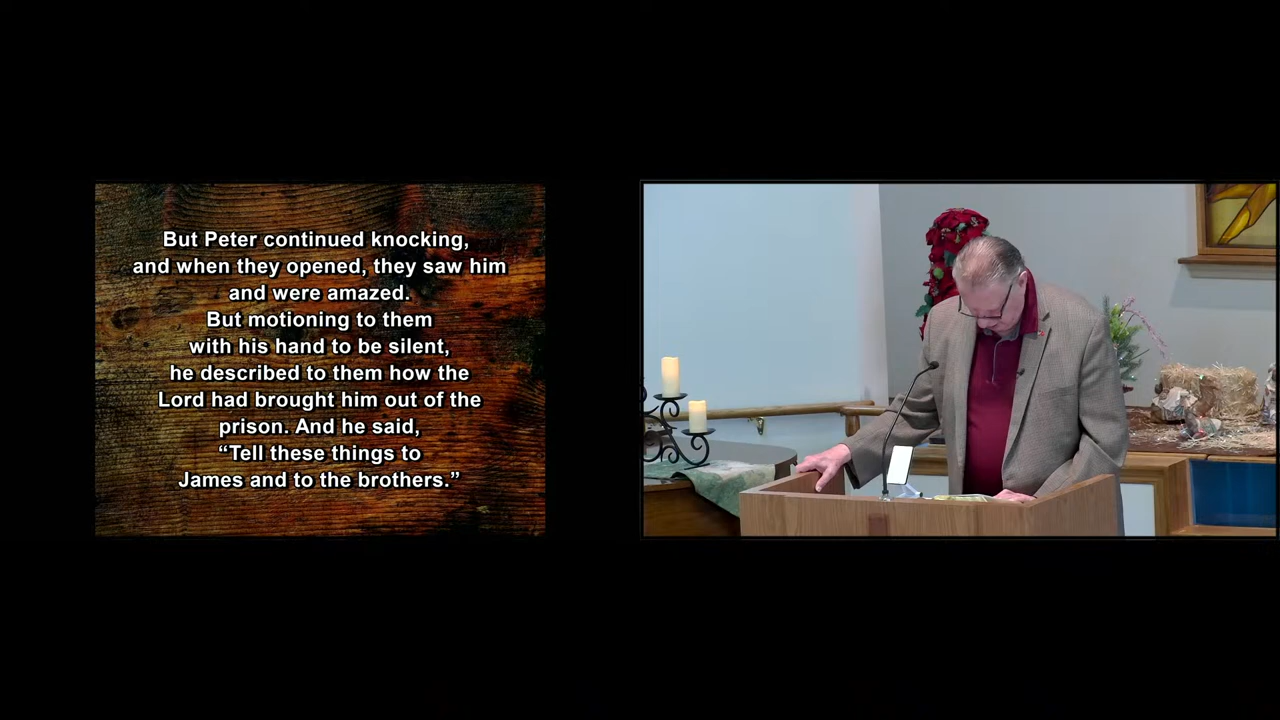 But Peter continued knocking,
and when they opened, they saw him
and were amazed.
But motioning to them
with his hand to be silent,
he described to them how the
Lord had brought him out of the
prison. And he said,
“Tell these things to
James and to the brothers.”